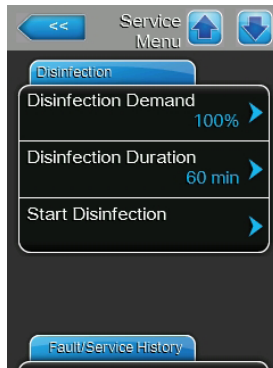 <<
Service
Menu
Disinfection
Disinfection Demand
100%
Disinfection Duration
60 min
Start Disinfection
Fault/Service History